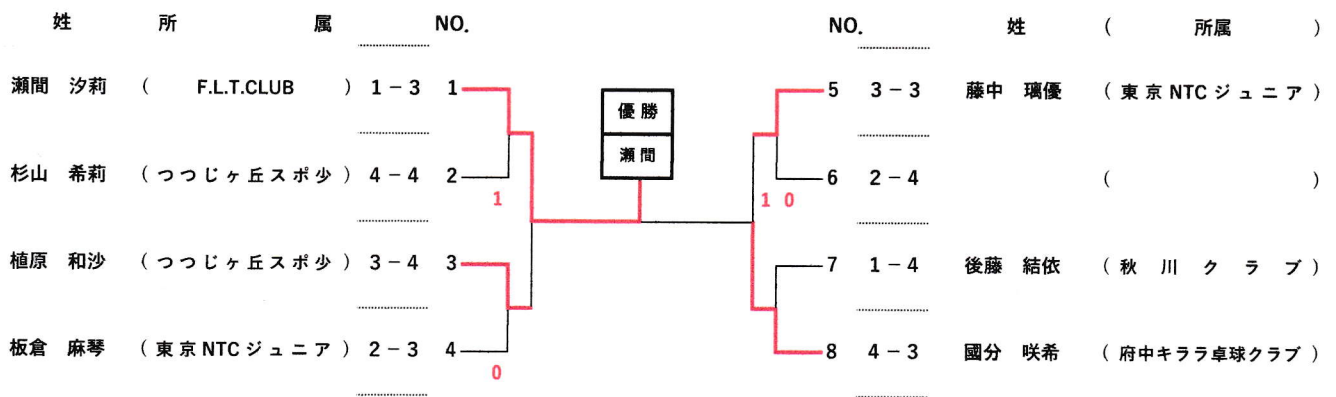 姓 所 属 NO. NO. 姓 ( 所属 )
瀬間 汐莉 ( F.L.T.CLUB ) 1-3 1 5 3-3 藤中 璃優 (東京NTCジュニア)
優勝
瀬間
杉山 希莉 (つつじヶ丘スポ少) 4-4 2 6 2-4 ( )
1 1 0
植原 和沙 (つつじヶ丘スポ少) 3-4 3 7 1-4 後藤 結依 (秋川クラブ)
板倉 麻琴 (東京NTCジュニア) 2-3 4 8 4-3 國分 咲希 (府中キララ卓球クラブ)
0